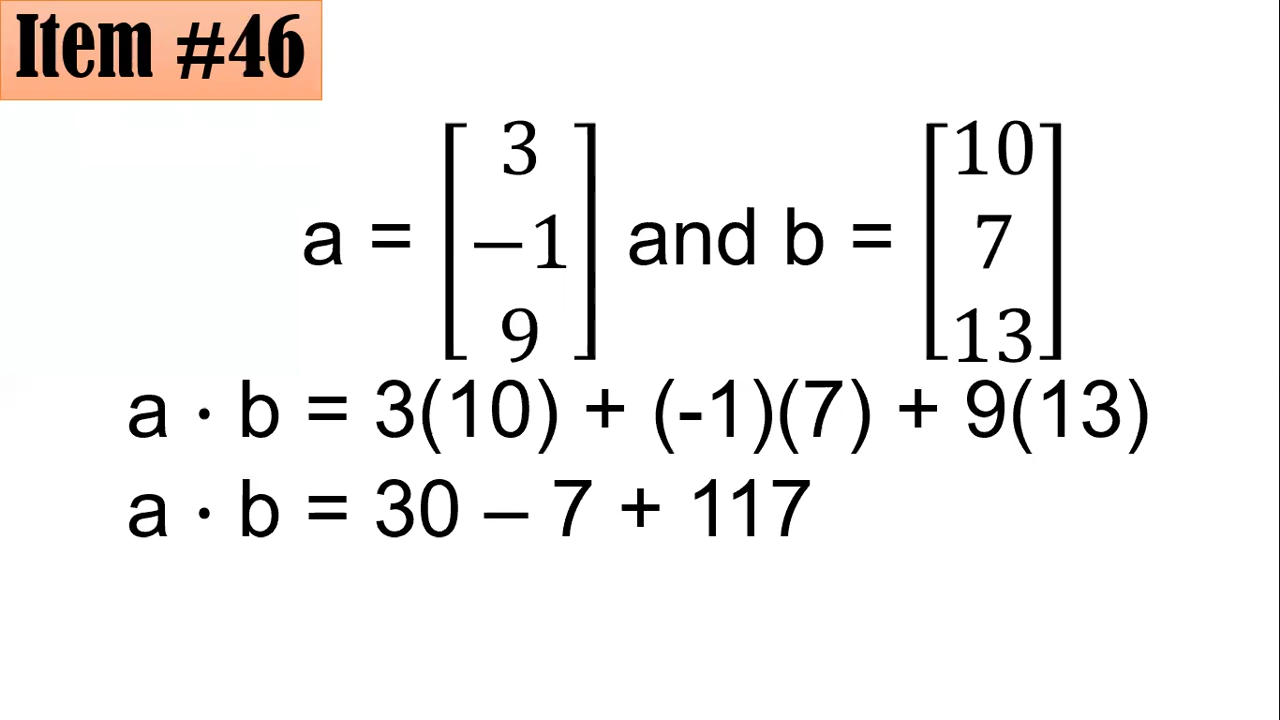 Item #46
a = [3 −1 9] and b = [10 7 13]
a · b = 3(10) + (-1)(7) + 9(13)
a · b = 30 – 7 + 117